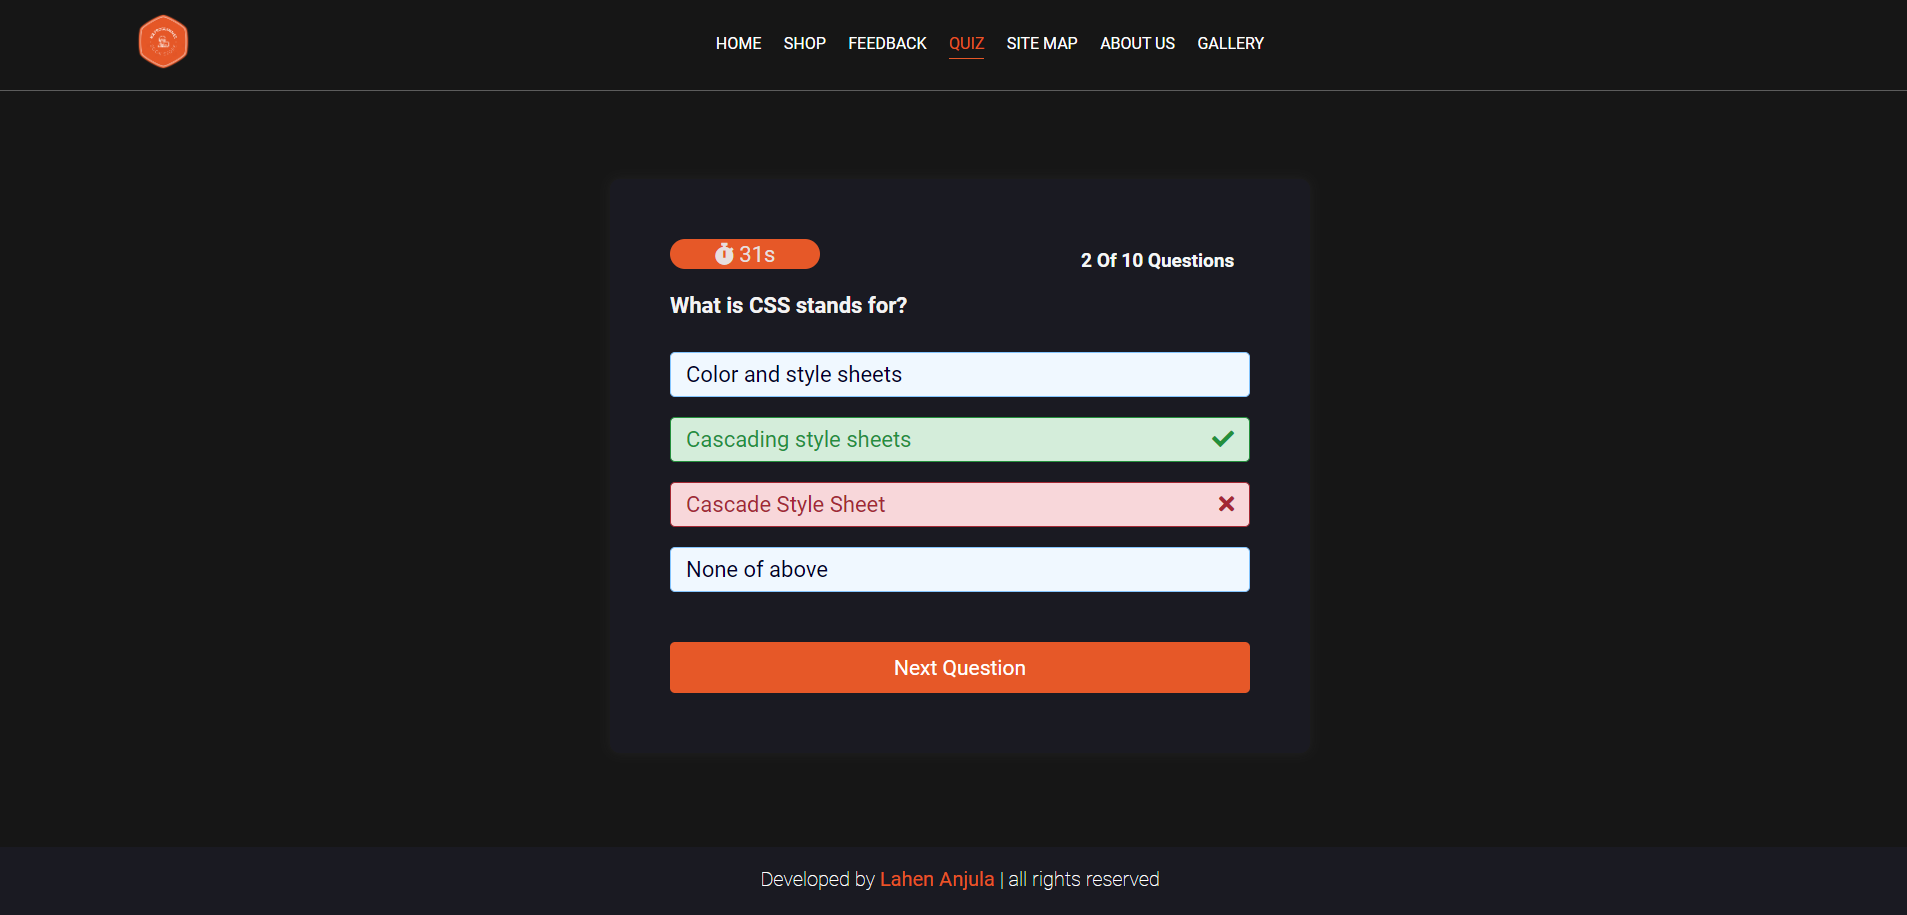 HOME SHOP FEEDBACK QUIZ SITE MAP ABOUT US GALLERY
31s
2 Of 10 Questions
What is CSS stands for?
Color and style sheets
Cascading style sheets
Cascade Style Sheet
None of above
Next Question
Developed by Lahen Anjula | all rights reserved